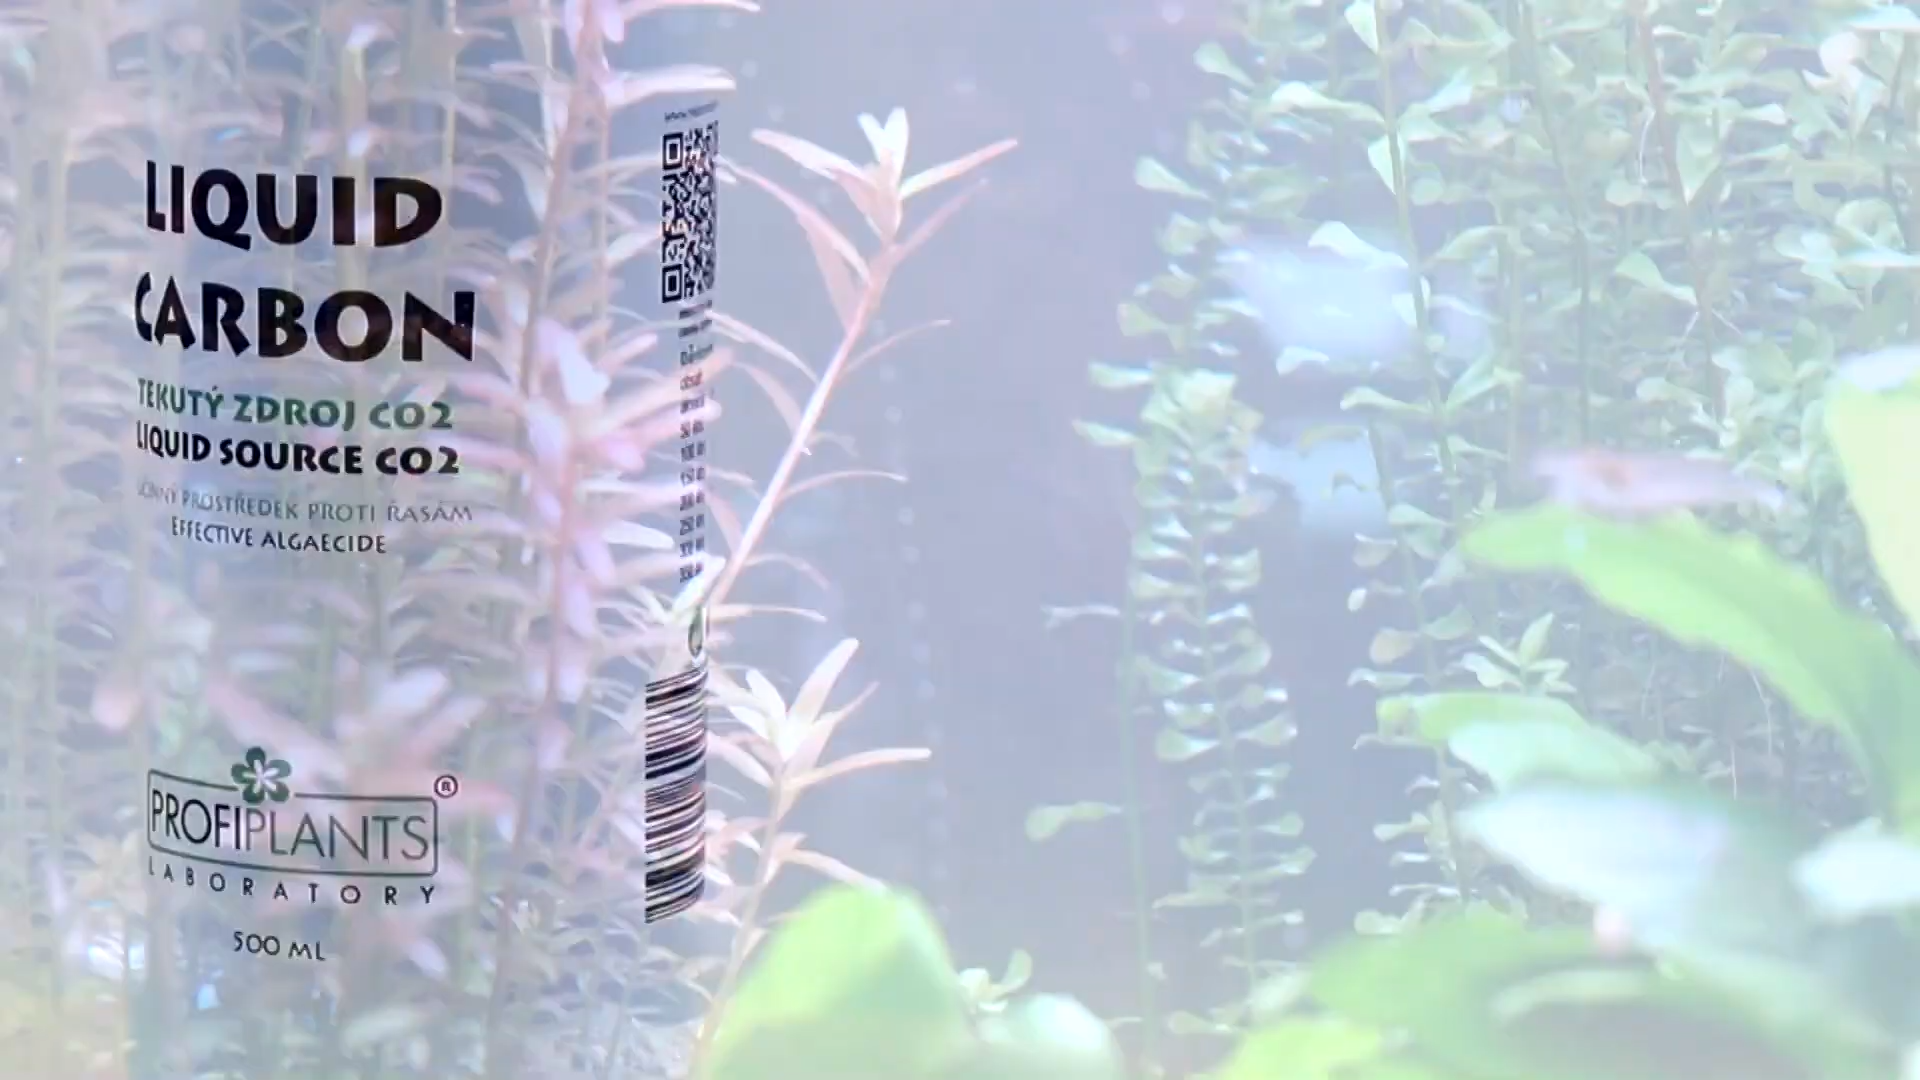 LIQUID
CARBON
TEKUTÝ ZDROJ CO2
LIQUID SOURCE CO2
PROSTŘEDEK PROTI ŘASÁM
EFFECTIVE ALGAECIDE
PROFIPLANTS®
LABORATORY
500 ML